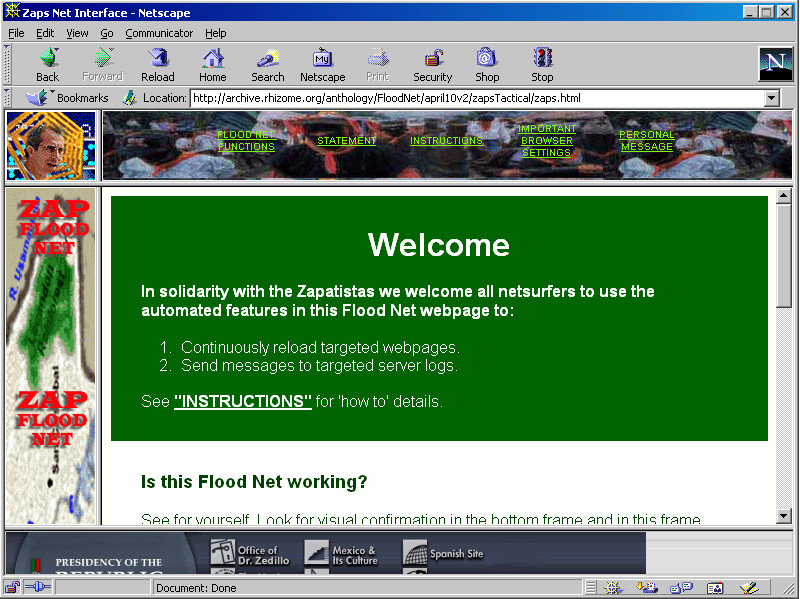 Zaps Net Interface - Netscape
File Edit View Go Communicator Help
Back Forward Reload Home Search Netscape Print Security Shop Stop
My
N
Bookmarks Location: http://archive.rhizome.org/anthology/FloodNet/april10v2/zapsTactical/zaps.html
FLOOD NET
FUNCTIONS
STATEMENT
INSTRUCTIONS
IMPORTANT
BROWSER
SETTINGS
PERSONAL
MESSAGE
ZAP
FLOOD
NET
ZAP
FLOOD
NET
Welcome
In solidarity with the Zapatistas we welcome all netsurfers to use the
automated features in this Flood Net webpage to:
1. Continuously reload targeted webpages.
2. Send messages to targeted server logs.
See "INSTRUCTIONS" for 'how to' details.
Is this Flood Net working?
See for yourself. Look for visual confirmation in the bottom frame and in this frame
PRESIDENCY OF THE
REPUBLIC
Office of
Dr. Zedillo
Mexico &
Its Culture
Spanish Site
Document: Done